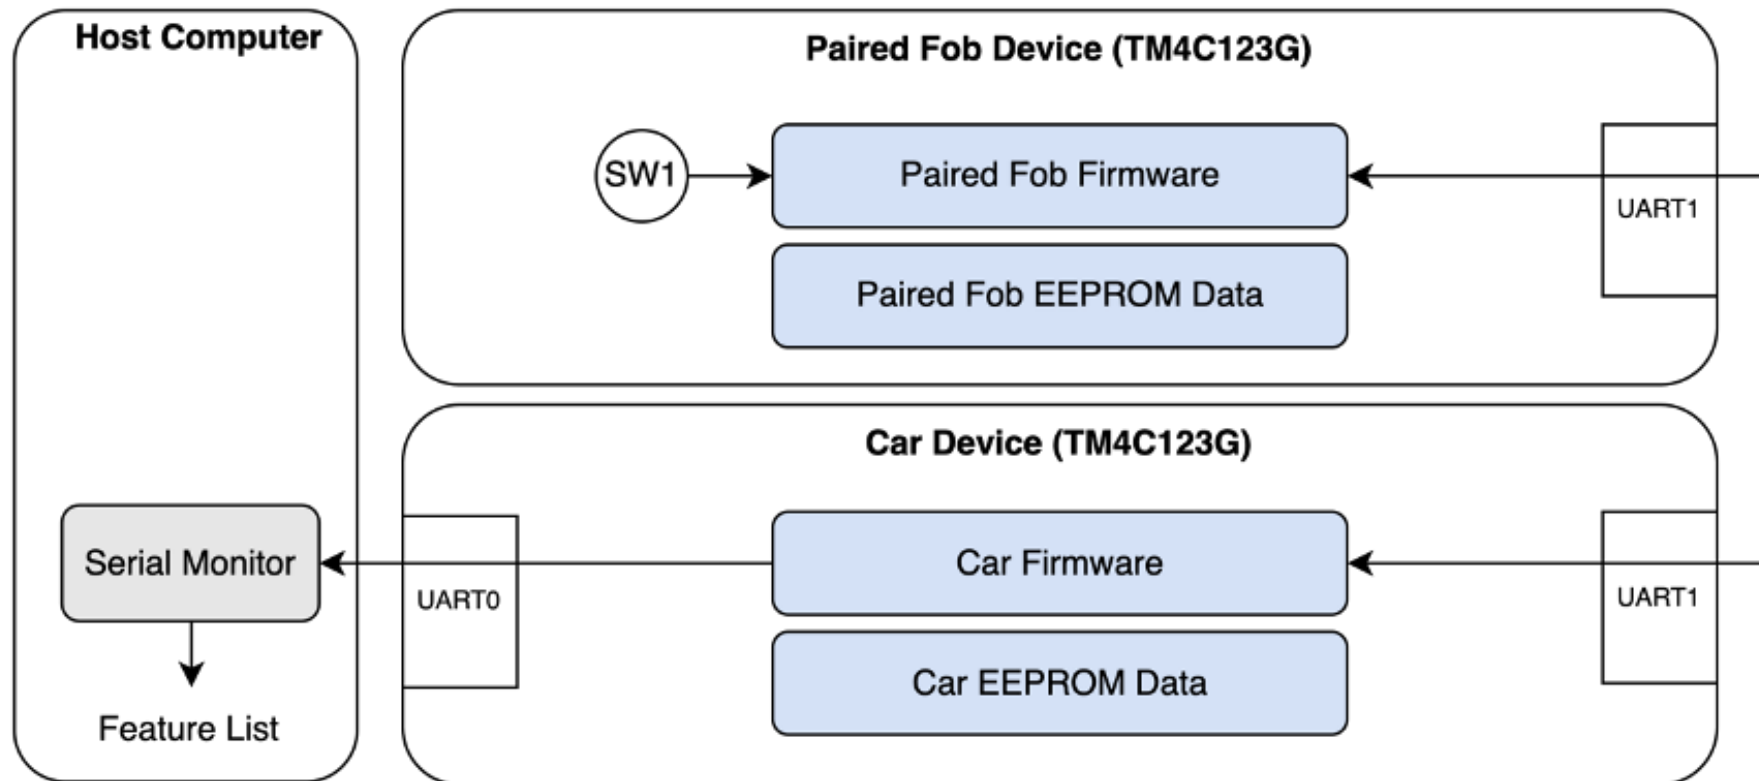 Host Computer
Paired Fob Device (TM4C123G)
SW1
Paired Fob Firmware
UART1
Paired Fob EEPROM Data
Car Device (TM4C123G)
Serial Monitor
UART0
Car Firmware
UART1
Car EEPROM Data
Feature List